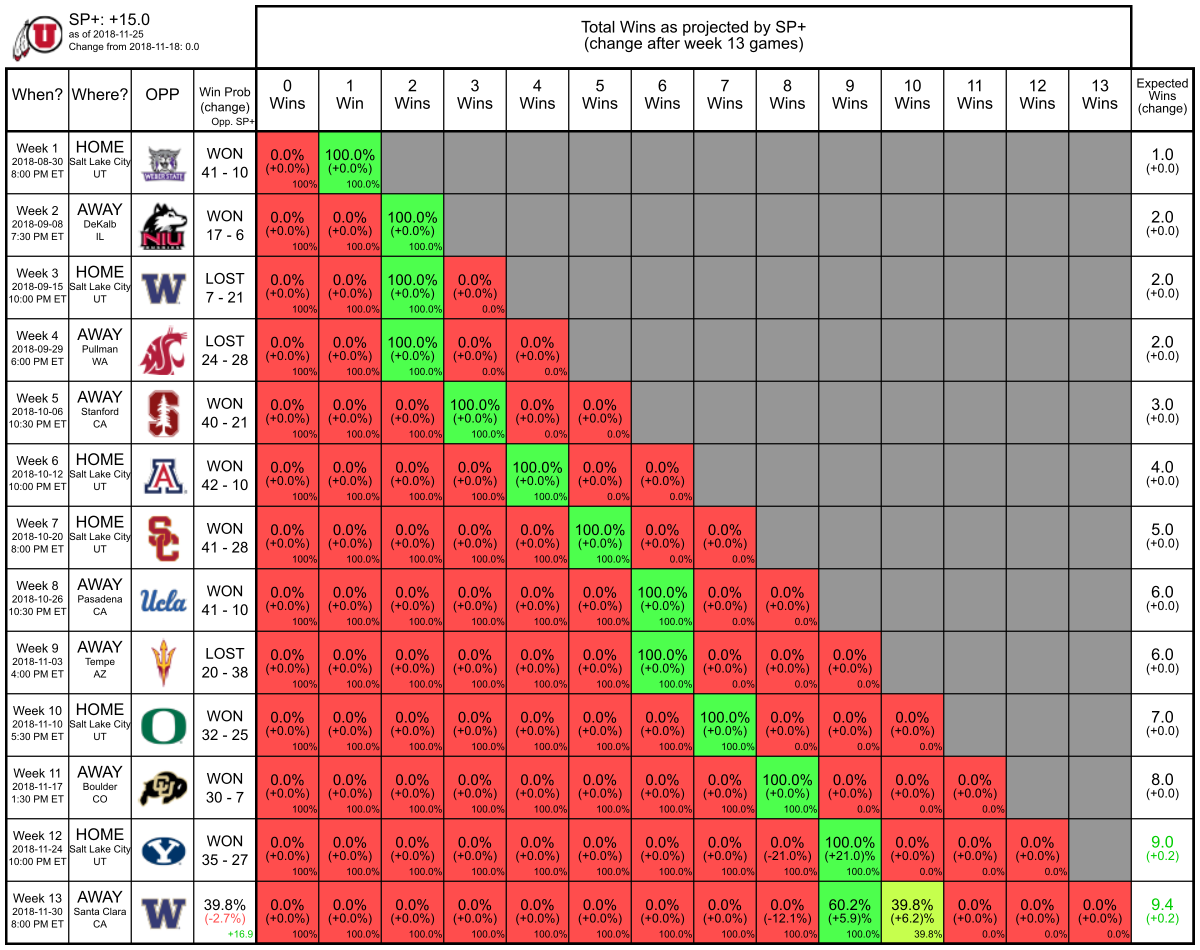 U
SP+: +15.0
as of 2018-11-25
Change from 2018-11-18: 0.0
Total Wins as projected by SP+
(change after week 13 games)
When? Where? OPP Win Prob 0 1 2 3 4 5 6 7 8 9 10 11 12 13 Expected
(change) Wins Win Wins Wins Wins Wins Wins Wins Wins Wins Wins Wins Wins Wins Wins
Opp. SP+ (change)
Week 1 HOME WON 0.0% 100.0% 1.0
2018-08-30 Salt Lake City WEBER STATE (+0.0%) (+0.0%) (+0.0)
8:00 PM ET UT 41 - 10 100% 100.0%
Week 2 AWAY WON 0.0% 0.0% 100.0% 2.0
2018-09-08 DeKalb NIU (+0.0%) (+0.0%) (+0.0%) (+0.0)
7:30 PM ET IL 17 - 6 100% 100.0% 100.0%
Week 3 HOME LOST 0.0% 0.0% 100.0% 0.0% 2.0
2018-09-15 Salt Lake City W (+0.0%) (+0.0%) (+0.0%) (+0.0%) (+0.0)
10:00 PM ET UT 7 - 21 100% 100.0% 100.0% 0.0%
Week 4 AWAY LOST 0.0% 0.0% 100.0% 0.0% 0.0% 2.0
2018-09-29 Pullman WSC (+0.0%) (+0.0%) (+0.0%) (+0.0%) (+0.0%) (+0.0)
6:00 PM ET WA 24 - 28 100% 100.0% 100.0% 0.0% 0.0%
Week 5 AWAY WON 0.0% 0.0% 0.0% 100.0% 0.0% 0.0% 3.0
2018-10-06 Stanford S (+0.0%) (+0.0%) (+0.0%) (+0.0%) (+0.0%) (+0.0%) (+0.0)
10:30 PM ET CA 40 - 21 100% 100.0% 100.0% 100.0% 0.0% 0.0%
Week 6 HOME WON 0.0% 0.0% 0.0% 0.0% 100.0% 0.0% 0.0% 4.0
2018-10-12 Salt Lake City A (+0.0%) (+0.0%) (+0.0%) (+0.0%) (+0.0%) (+0.0%) (+0.0%) (+0.0)
10:00 PM ET UT 42 - 10 100% 100.0% 100.0% 100.0% 100.0% 0.0% 0.0%
Week 7 HOME WON 0.0% 0.0% 0.0% 0.0% 0.0% 100.0% 0.0% 0.0% 5.0
2018-10-20 Salt Lake City SC (+0.0%) (+0.0%) (+0.0%) (+0.0%) (+0.0%) (+0.0%) (+0.0%) (+0.0%) (+0.0)
8:00 PM ET UT 41 - 28 100% 100.0% 100.0% 100.0% 100.0% 100.0% 0.0% 0.0%
Week 8 AWAY WON 0.0% 0.0% 0.0% 0.0% 0.0% 0.0% 100.0% 0.0% 0.0% 6.0
2018-10-26 Pasadena Ucla (+0.0%) (+0.0%) (+0.0%) (+0.0%) (+0.0%) (+0.0%) (+0.0%) (+0.0%) (+0.0%) (+0.0)
10:30 PM ET CA 41 - 10 100% 100.0% 100.0% 100.0% 100.0% 100.0% 100.0% 0.0% 0.0%
Week 9 AWAY LOST 0.0% 0.0% 0.0% 0.0% 0.0% 0.0% 100.0% 0.0% 0.0% 0.0% 6.0
2018-11-03 Tempe (+0.0%) (+0.0%) (+0.0%) (+0.0%) (+0.0%) (+0.0%) (+0.0%) (+0.0%) (+0.0%) (+0.0%) (+0.0)
4:00 PM ET AZ 20 - 38 100% 100.0% 100.0% 100.0% 100.0% 100.0% 100.0% 0.0% 0.0% 0.0%
Week 10 HOME WON 0.0% 0.0% 0.0% 0.0% 0.0% 0.0% 0.0% 100.0% 0.0% 0.0% 0.0% 7.0
2018-11-10 Salt Lake City O (+0.0%) (+0.0%) (+0.0%) (+0.0%) (+0.0%) (+0.0%) (+0.0%) (+0.0%) (+0.0%) (+0.0%) (+0.0%) (+0.0)
5:30 PM ET UT 32 - 25 100% 100.0% 100.0% 100.0% 100.0% 100.0% 100.0% 100.0% 0.0% 0.0% 0.0%
Week 11 AWAY WON 0.0% 0.0% 0.0% 0.0% 0.0% 0.0% 0.0% 0.0% 100.0% 0.0% 0.0% 0.0% 8.0
2018-11-17 Boulder CU (+0.0%) (+0.0%) (+0.0%) (+0.0%) (+0.0%) (+0.0%) (+0.0%) (+0.0%) (+0.0%) (+0.0%) (+0.0%) (+0.0%) (+0.0)
1:30 PM ET CO 30 - 7 100% 100.0% 100.0% 100.0% 100.0% 100.0% 100.0% 100.0% 100.0% 0.0% 0.0% 0.0%
Week 12 HOME WON 0.0% 0.0% 0.0% 0.0% 0.0% 0.0% 0.0% 0.0% 0.0% 100.0% 0.0% 0.0% 0.0% 9.0
2018-11-24 Salt Lake City Y (+0.0%) (+0.0%) (+0.0%) (+0.0%) (+0.0%) (+0.0%) (+0.0%) (+0.0%) (-21.0%) (+21.0)% (+0.0%) (+0.0%) (+0.0%) (+0.2)
10:00 PM ET UT 35 - 27 100% 100.0% 100.0% 100.0% 100.0% 100.0% 100.0% 100.0% 100.0% 100.0% 0.0% 0.0% 0.0%
Week 13 AWAY 39.8% 0.0% 0.0% 0.0% 0.0% 0.0% 0.0% 0.0% 0.0% 0.0% 60.2% 39.8% 0.0% 0.0% 0.0% 9.4
2018-11-30 Santa Clara W (-2.7%) (+0.0%) (+0.0%) (+0.0%) (+0.0%) (+0.0%) (+0.0%) (+0.0%) (+0.0%) (-12.1%) (+5.9)% (+6.2)% (+0.0%) (+0.0%) (+0.0%) (+0.2)
8:00 PM ET CA +16.9 100% 100.0% 100.0% 100.0% 100.0% 100.0% 100.0% 100.0% 100.0% 100.0% 39.8% 0.0% 0.0% 0.0%